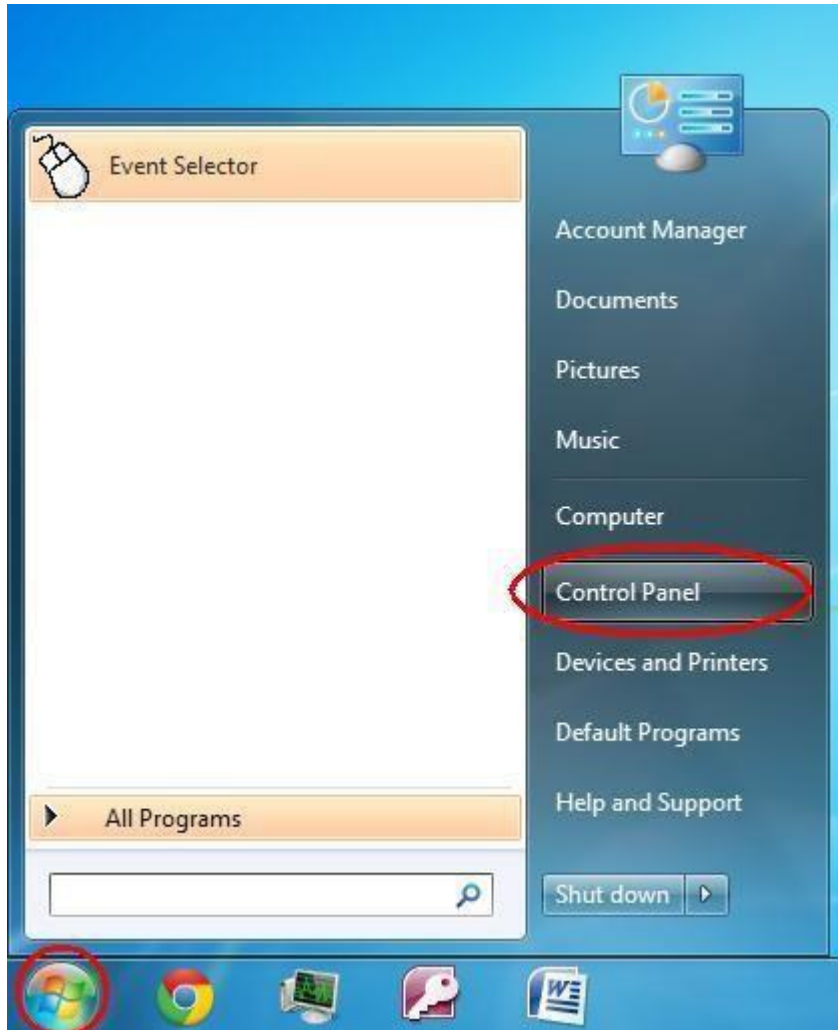 Event Selector
All Programs
Account Manager
Documents
Pictures
Music
Computer
Control Panel
Devices and Printers
Default Programs
Help and Support
Shut down
W